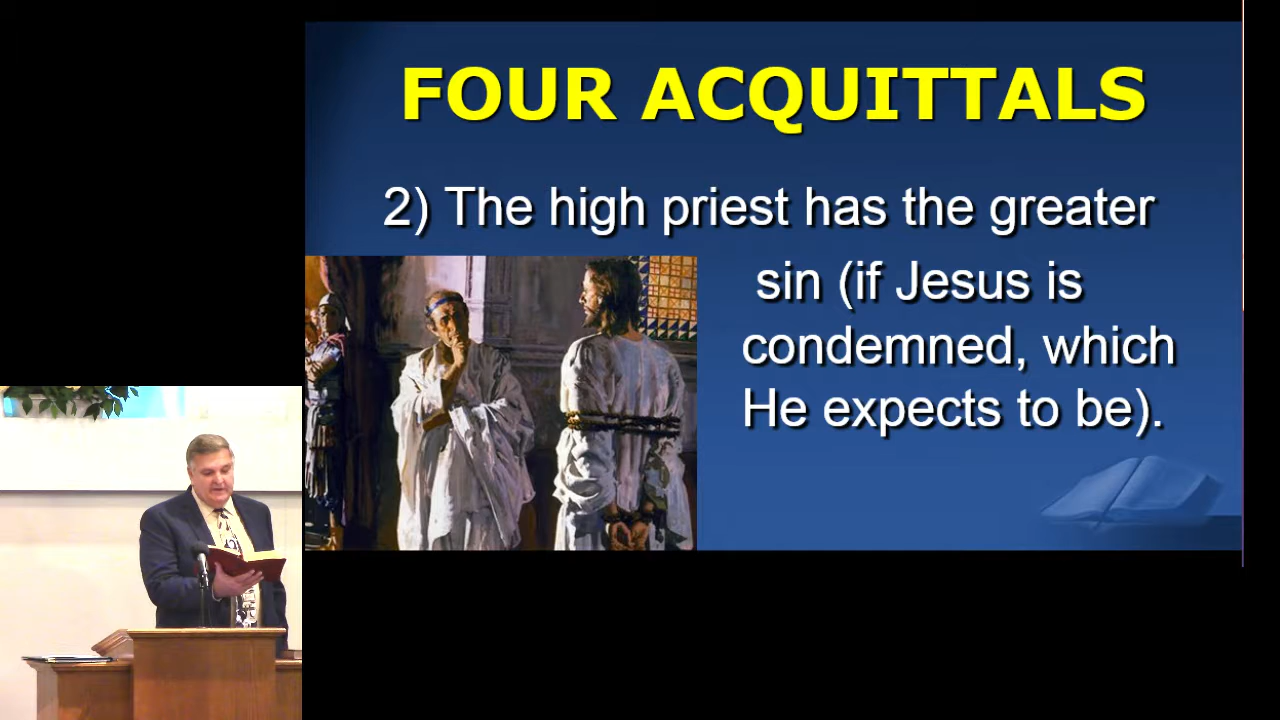 FOUR ACQUITTALS
2) The high priest has the greater
sin (if Jesus is
condemned, which
He expects to be).